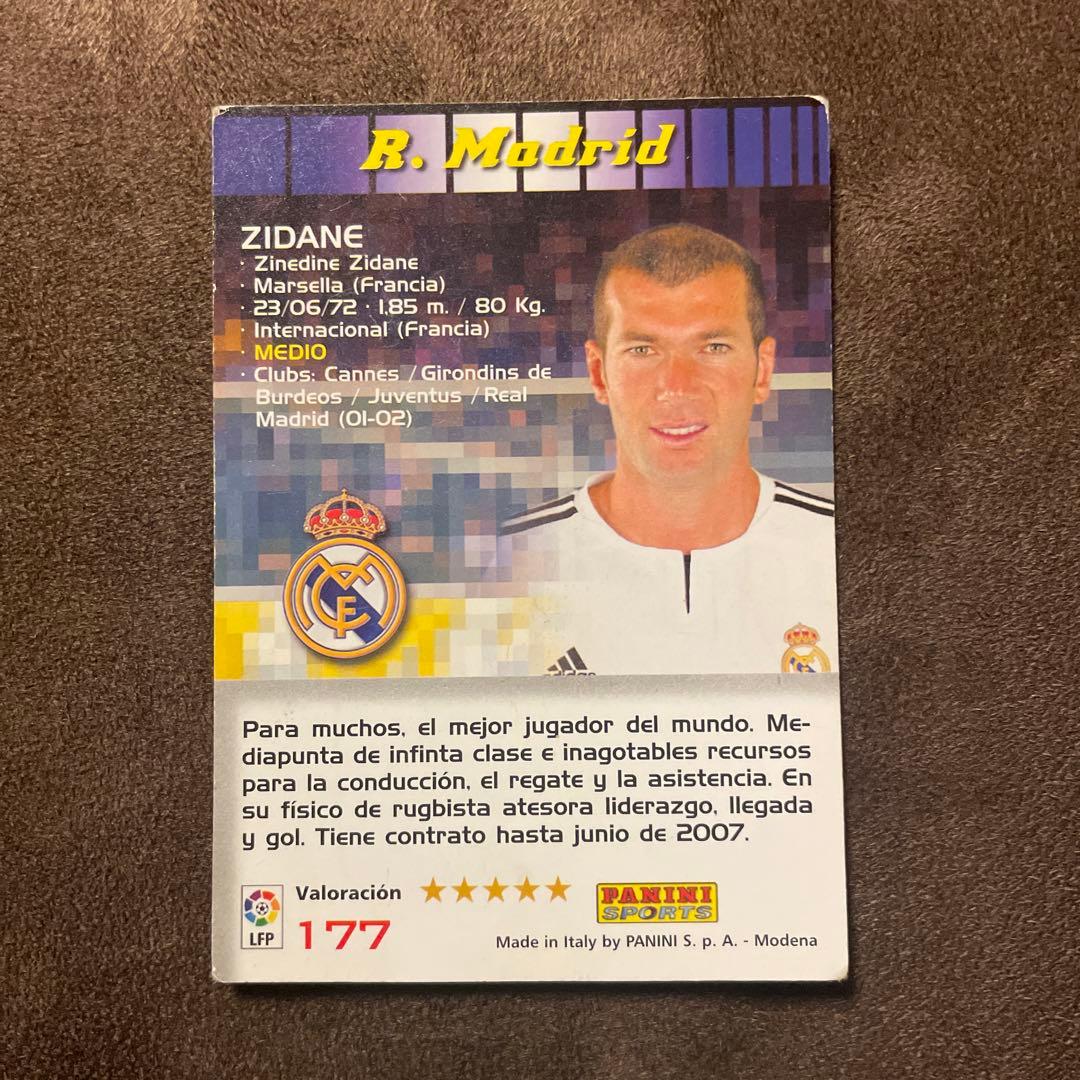 R. Madrid
ZIDANE
· Zinedine Zidane
· Marsella (Francia)
· 23/06/72 · 1,85 m. / 80 Kg.
· Internacional (Francia)
· MEDIO
· Clubs: Cannes / Girondins de
Burdeos / Juventus / Real
Madrid (01-02)
adidas
Para muchos, el mejor jugador del mundo. Me-
diapunta de infinta clase e inagotables recursos
para la conducción, el regate y la asistencia. En
su físico de rugbista atesora liderazgo, llegada
y gol. Tiene contrato hasta junio de 2007.
LFP
Valoración ★★★★★
177
PANINI
SPORTS
Made in Italy by PANINI S. p. A. - Modena